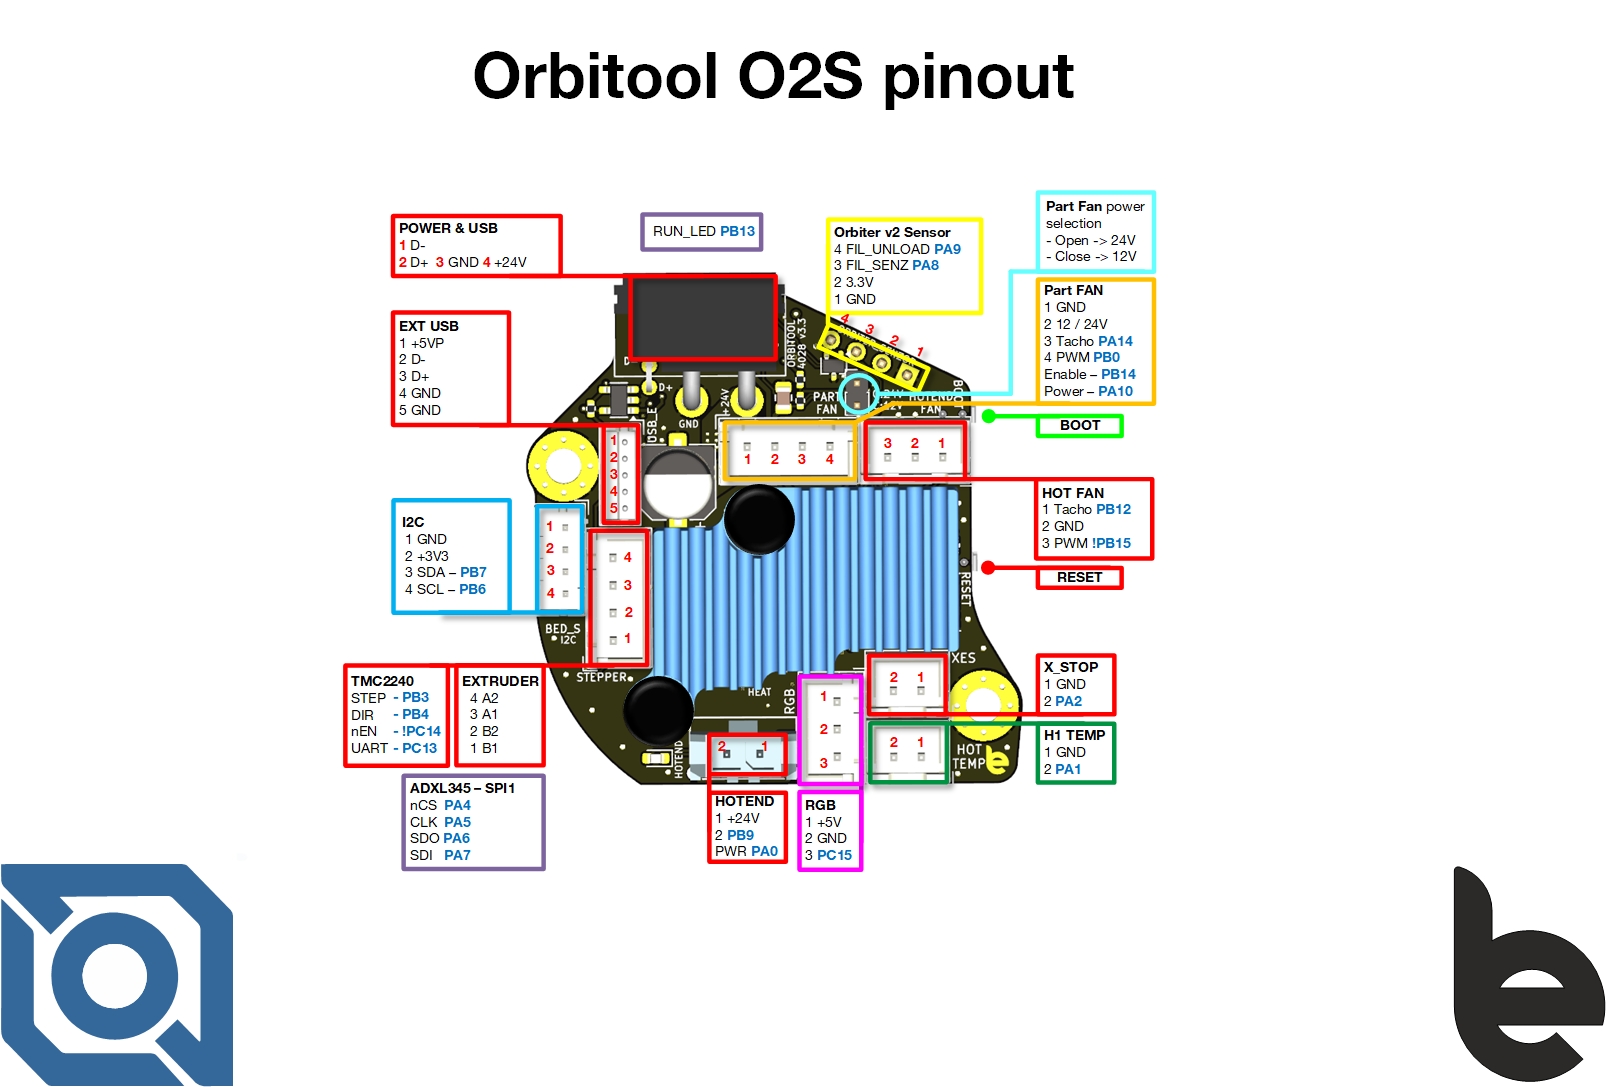 Orbitool O2S pinout
POWER & USB
1 D-
2 D+ 3 GND 4 +24V
RUN_LED PB13
Orbiter v2 Sensor
4 FIL_UNLOAD PA9
3 FIL_SENZ PA8
2 3.3V
1 GND
Part Fan power
selection
- Open -> 24V
- Close -> 12V
Part FAN
1 GND
2 12 / 24V
3 Tacho PA14
4 PWM PB0
Enable – PB14
Power – PA10
EXT USB
1 +5VP
2 D-
3 D+
4 GND
5 GND
4
3
2
1
ORBITOOL
4028 v3.3
D+
GND
+24V
USB_E
PART
FAN
HOTEND
FAN
BOOT
1
2
3
4
3 2 1
1
2
3
4
5
HOT FAN
1 Tacho PB12
2 GND
3 PWM !PB15
RESET
RESET
I2C
1 GND
2 +3V3
3 SDA – PB7
4 SCL – PB6
1
2
3
4
4
3
2
1
BED_S
I2C
STEPPER
TMC2240
STEP - PB3
DIR - PB4
nEN - !PC14
UART - PC13
EXTRUDER
4 A2
3 A1
2 B2
1 B1
ADXL345 – SPI1
nCS PA4
CLK PA5
SDO PA6
SDI PA7
HEAT
RGB
HOTEND
2 1
1
2
3
XES
2 1
2 1
HOT
TEMP
X_STOP
1 GND
2 PA2
H1 TEMP
1 GND
2 PA1
HOTEND
1 +24V
2 PB9
PWR PA0
RGB
1 +5V
2 GND
3 PC15